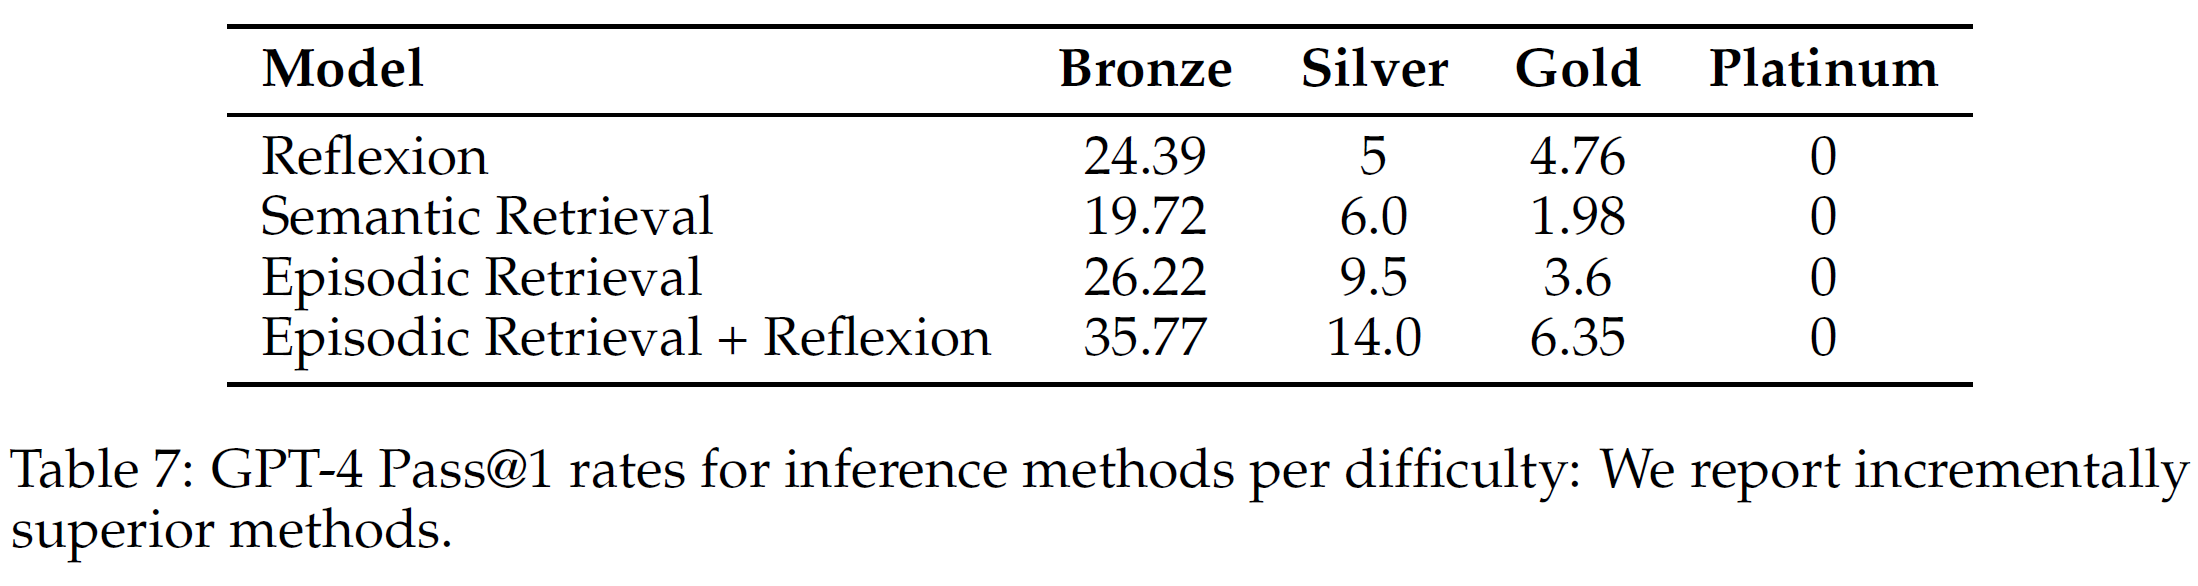 Model Bronze Silver Gold Platinum
Reflexion 24.39 5 4.76 0
Semantic Retrieval 19.72 6.0 1.98 0
Episodic Retrieval 26.22 9.5 3.6 0
Episodic Retrieval + Reflexion 35.77 14.0 6.35 0
Table 7: GPT-4 Pass@1 rates for inference methods per difficulty: We report incrementally
superior methods.